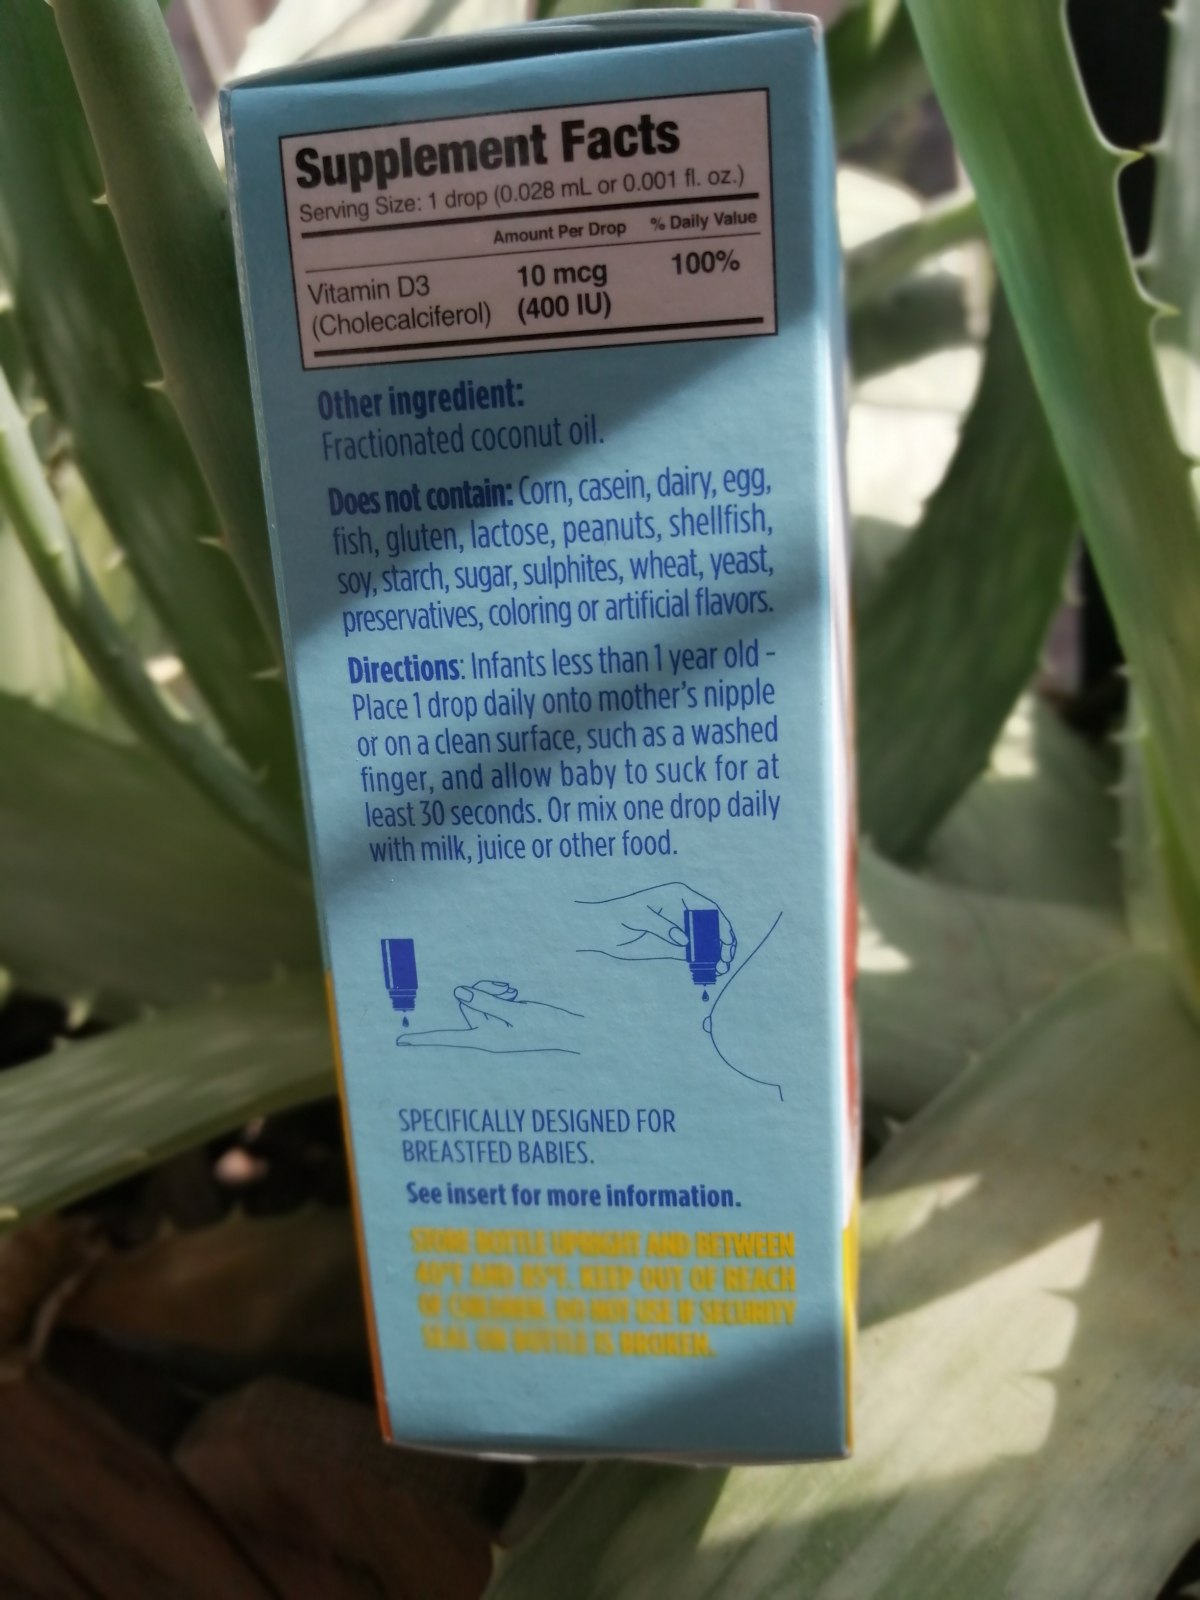 Supplement Facts
Serving Size: 1 drop (0.028 mL or 0.001 fl. oz.)
Amount Per Drop % Daily Value
Vitamin D3 10 mcg 100%
(Cholecalciferol) (400 IU)
Other ingredient:
Fractionated coconut oil.
Does not contain: Corn, casein, dairy, egg,
fish, gluten, lactose, peanuts, shellfish,
soy, starch, sugar, sulphites, wheat, yeast,
preservatives, coloring or artificial flavors.
Directions: Infants less than 1 year old -
Place 1 drop daily onto mother's nipple
or on a clean surface, such as a washed
finger, and allow baby to suck for at
least 30 seconds. Or mix one drop daily
with milk, juice or other food.
SPECIFICALLY DESIGNED FOR
BREASTFED BABIES.
See insert for more information.
STORE BOTTLE UPRIGHT AND BETWEEN
40°F AND 85°F. KEEP OUT OF REACH
OF CHILDREN. DO NOT USE IF SECURITY
SEAL ON BOTTLE IS BROKEN.